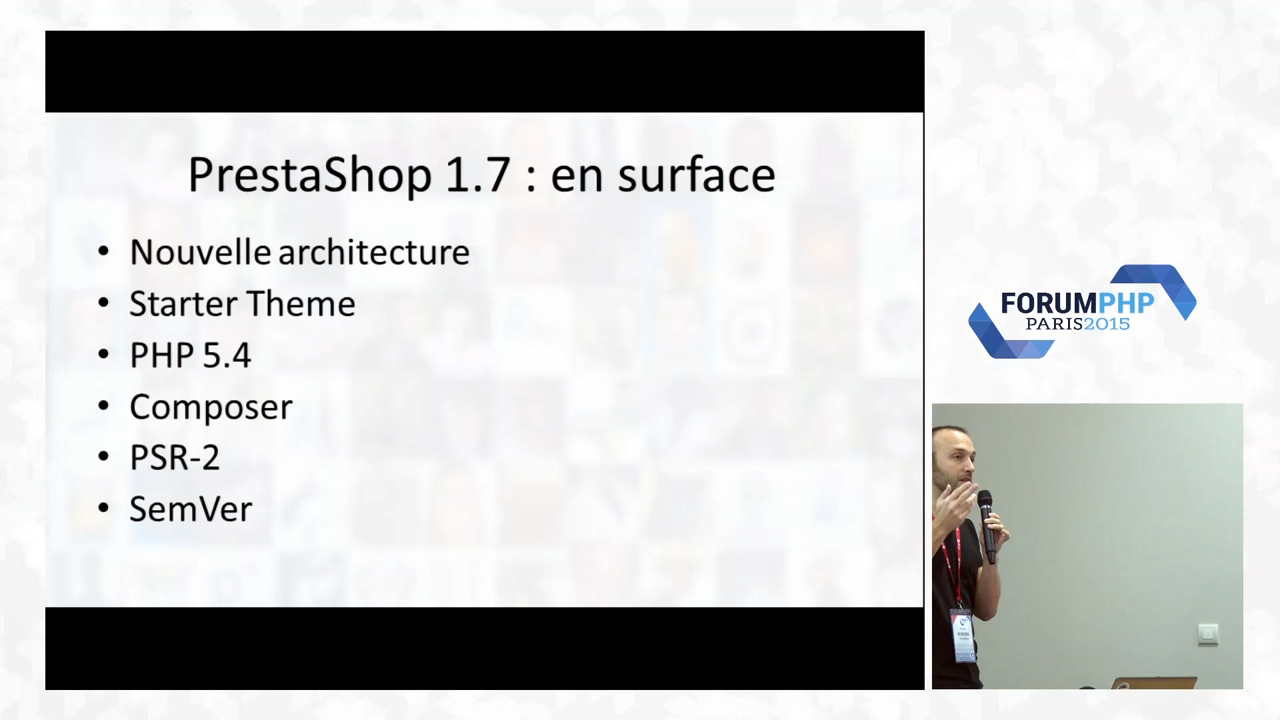 PrestaShop 1.7 : en surface
• Nouvelle architecture
• Starter Theme
• PHP 5.4
• Composer
• PSR-2
• SemVer
FORUMPHP
PARIS2015